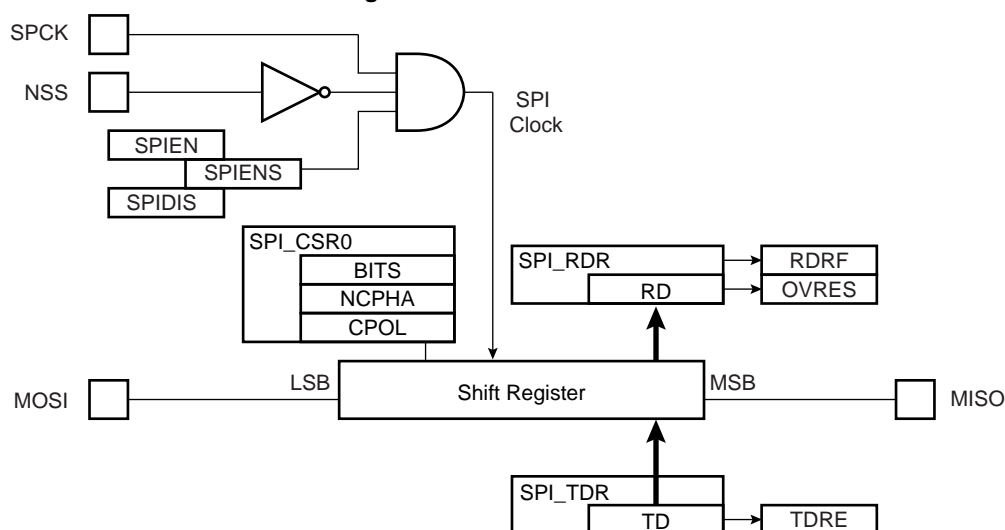 SPCK
NSS
SPI
Clock
SPIEN
SPIENS
SPIDIS
SPI_CSR0
BITS
NCPHA
CPOL
SPI_RDR
RD
RDRF
OVRES
MOSI
LSB
Shift Register
MSB
MISO
SPI_TDR
TD
TDRE